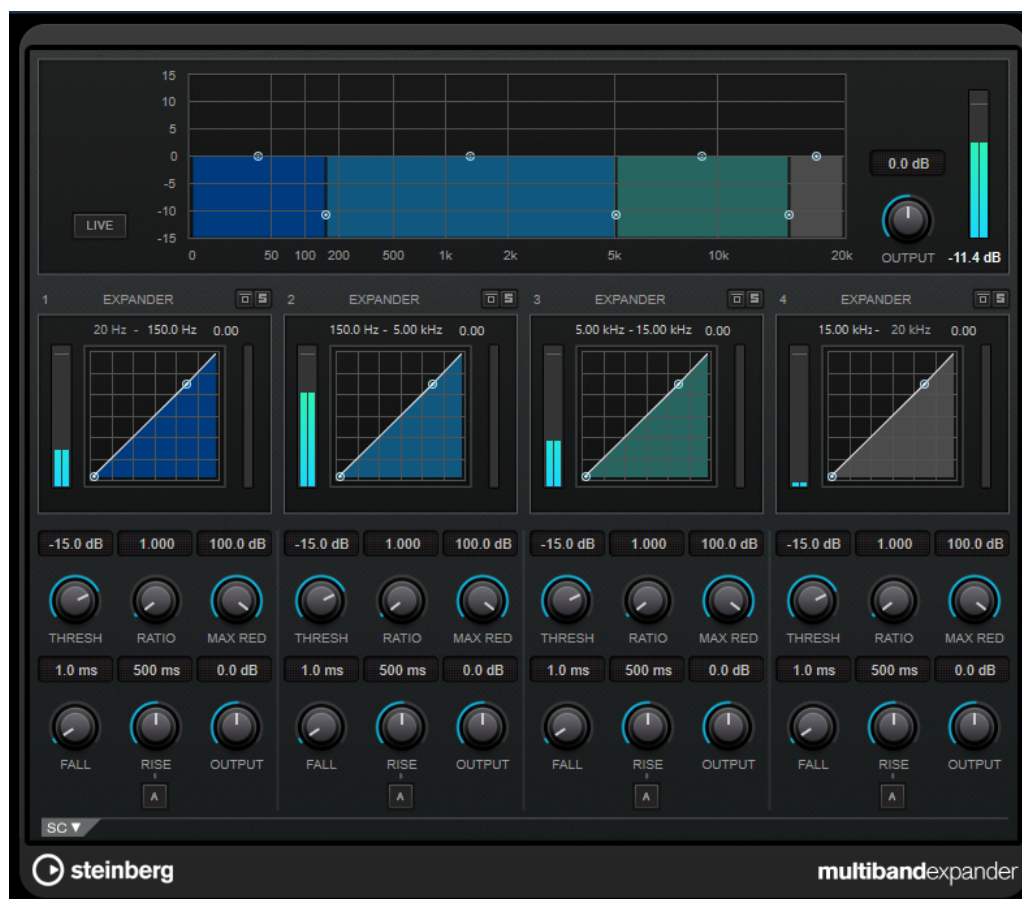 15
10
5
0
-5
-10
-15
LIVE
0 50 100 200 500 1k 2k 5k 10k 20k
0.0 dB
OUTPUT -11.4 dB
1 EXPANDER S 2 EXPANDER S 3 EXPANDER S 4 EXPANDER S
20 Hz - 150.0 Hz 0.00 150.0 Hz - 5.00 kHz 0.00 5.00 kHz - 15.00 kHz 0.00 15.00 kHz - 20 kHz 0.00
-15.0 dB 1.000 100.0 dB -15.0 dB 1.000 100.0 dB -15.0 dB 1.000 100.0 dB -15.0 dB 1.000 100.0 dB
THRESH RATIO MAX RED THRESH RATIO MAX RED THRESH RATIO MAX RED THRESH RATIO MAX RED
1.0 ms 500 ms 0.0 dB 1.0 ms 500 ms 0.0 dB 1.0 ms 500 ms 0.0 dB 1.0 ms 500 ms 0.0 dB
FALL RISE OUTPUT FALL RISE OUTPUT FALL RISE OUTPUT FALL RISE OUTPUT
A A A A
SC ▼
steinberg multibandexpander